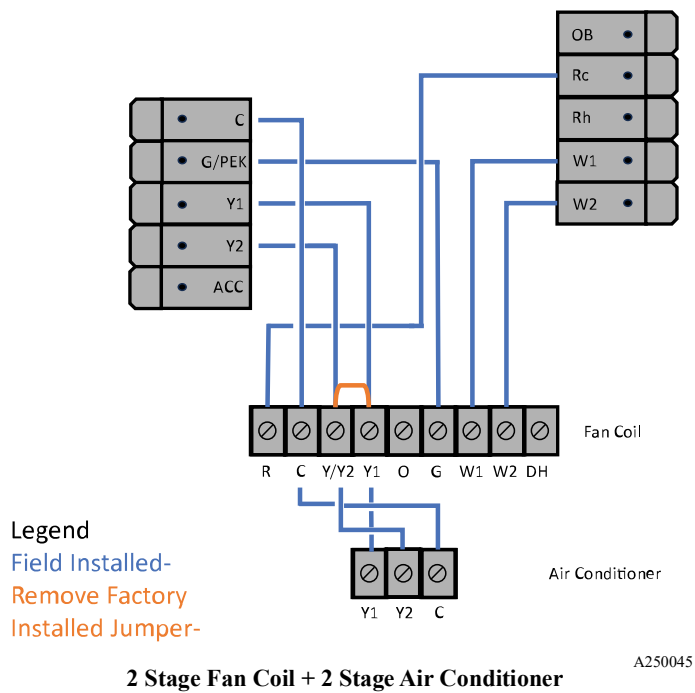 OB
Rc
Rh
W1
W2
C
G/PEK
Y1
Y2
ACC
Fan Coil
R C Y/Y2 Y1 O G W1 W2 DH
Legend
Field Installed-
Remove Factory
Installed Jumper-
Air Conditioner
Y1 Y2 C
A250045
2 Stage Fan Coil + 2 Stage Air Conditioner